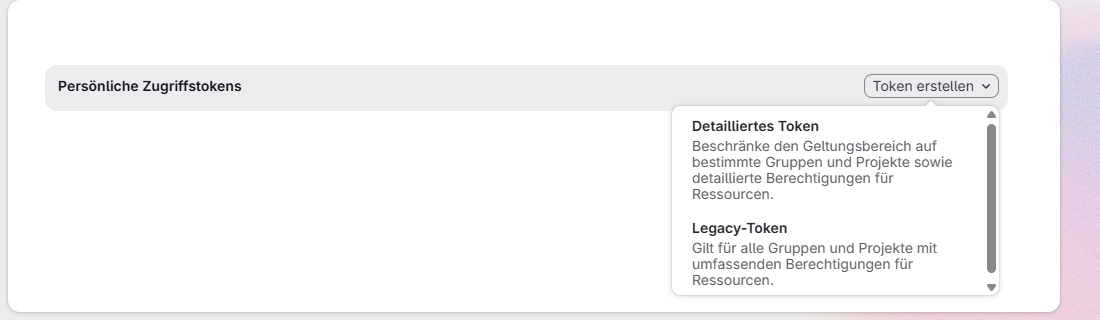 Persönliche Zugriffstokens
Token erstellen
Detailliertes Token
Beschränke den Geltungsbereich auf
bestimmte Gruppen und Projekte sowie
detaillierte Berechtigungen für
Ressourcen.
Legacy-Token
Gilt für alle Gruppen und Projekte mit
umfassenden Berechtigungen für
Ressourcen.